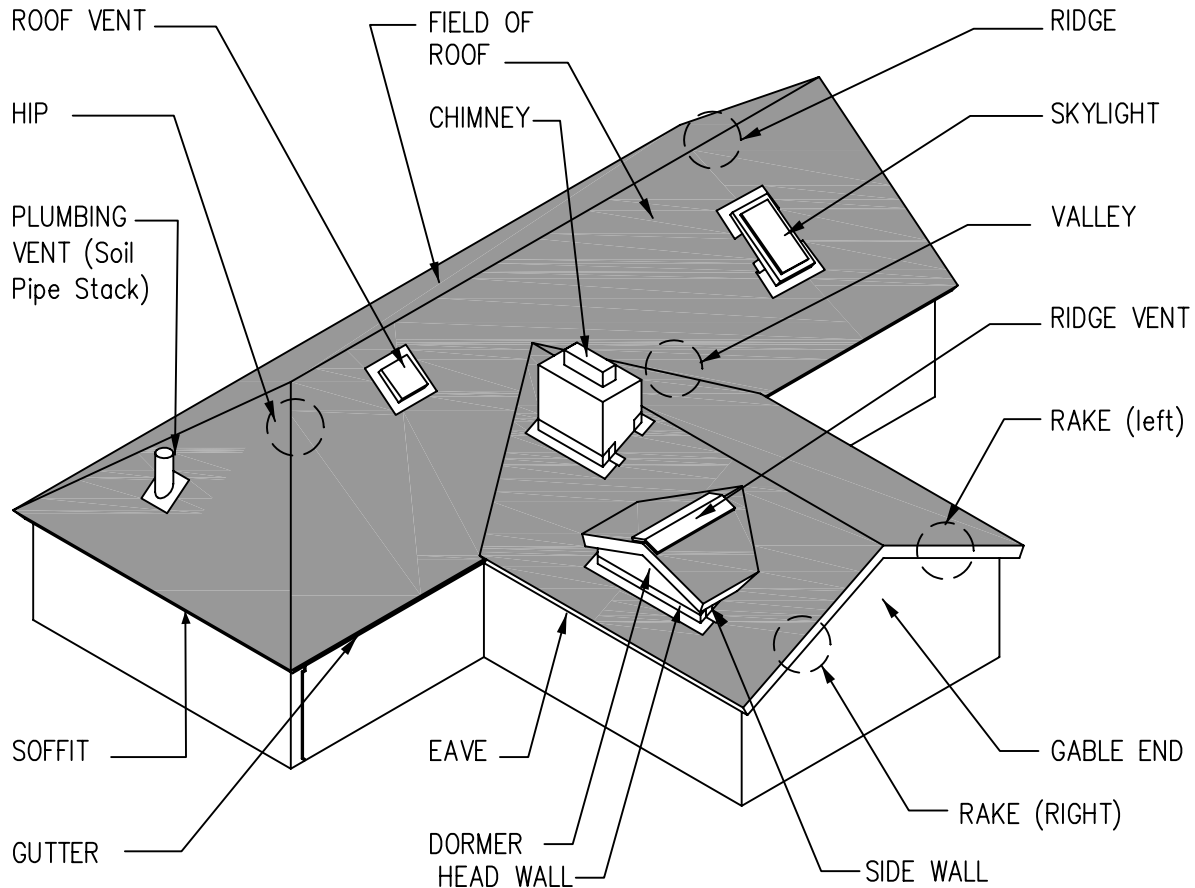 ROOF VENT
FIELD OF
ROOF
RIDGE
HIP
CHIMNEY
SKYLIGHT
PLUMBING
VENT (Soil
Pipe Stack)
VALLEY
RIDGE VENT
RAKE (left)
SOFFIT
EAVE
GABLE END
RAKE (RIGHT)
GUTTER
DORMER
HEAD WALL
SIDE WALL